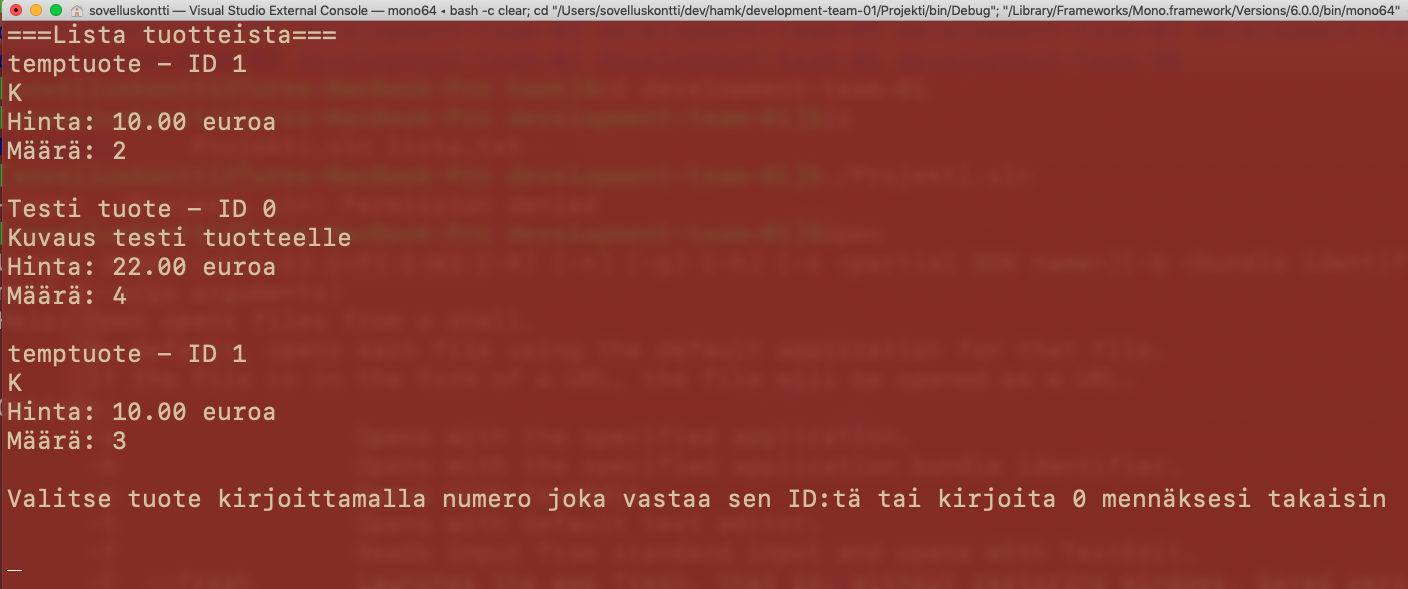 sovelluskontti — Visual Studio External Console — mono64 ◂ bash -c clear; cd "/Users/sovelluskontti/dev/hamk/development-team-01/Projekti/bin/Debug"; "/Library/Frameworks/Mono.framework/Versions/6.0.0/bin/mono64"
===Lista tuotteista===
temptuote – ID 1
K
Hinta: 10.00 euroa
Määrä: 2
Testi tuote – ID 0
Kuvaus testi tuotteelle
Hinta: 22.00 euroa
Määrä: 4
temptuote – ID 1
K
Hinta: 10.00 euroa
Määrä: 3
Valitse tuote kirjoittamalla numero joka vastaa sen ID:tä tai kirjoita 0 mennäksesi takaisin